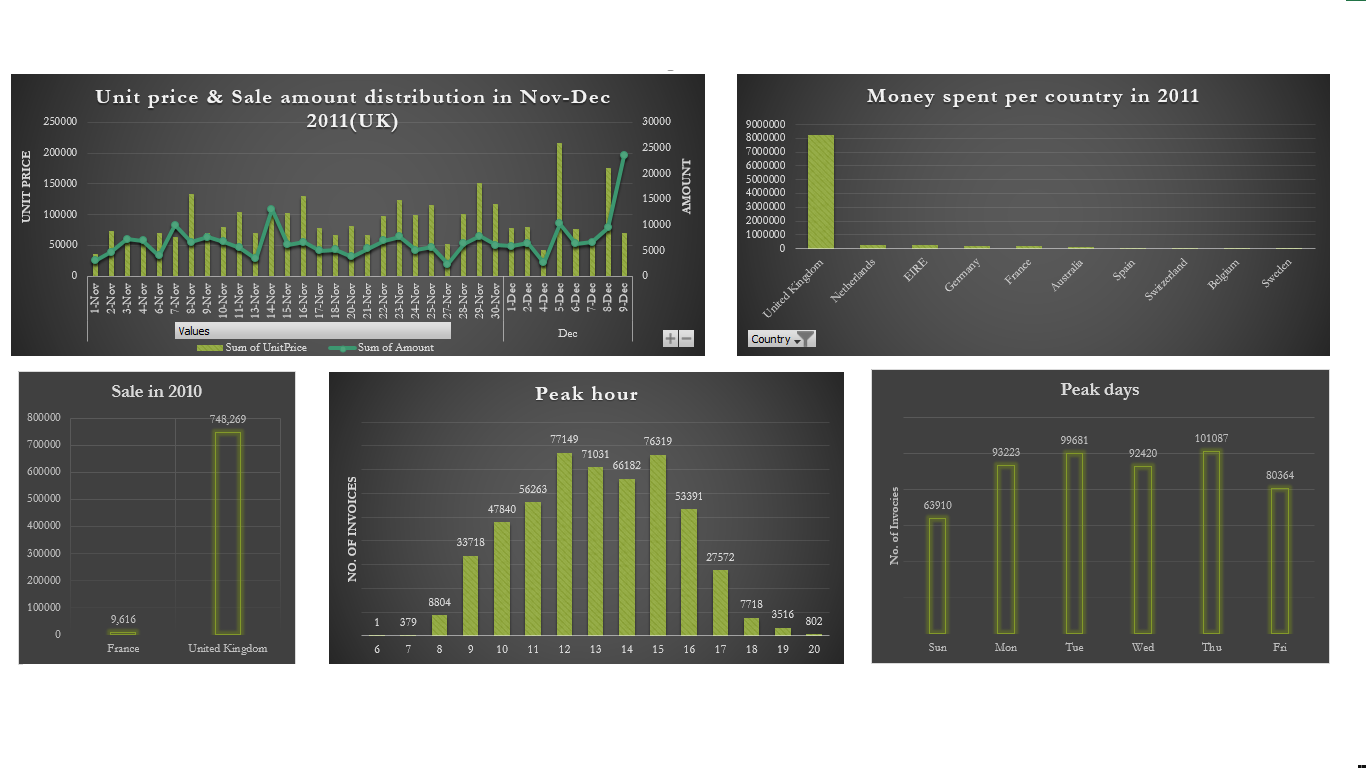 Unit price & Sale amount distribution in Nov-Dec
2011(UK)
UNIT PRICE
250000
200000
150000
100000
50000
0
30000
25000
20000
15000
10000
5000
0
AMOUNT
1-Nov
2-Nov
3-Nov
4-Nov
6-Nov
7-Nov
8-Nov
9-Nov
10-Nov
11-Nov
13-Nov
14-Nov
15-Nov
16-Nov
17-Nov
18-Nov
20-Nov
21-Nov
22-Nov
23-Nov
24-Nov
25-Nov
27-Nov
28-Nov
29-Nov
30-Nov
1-Dec
2-Dec
4-Dec
5-Dec
6-Dec
7-Dec
8-Dec
9-Dec
Values
Dec
Sum of UnitPrice
Sum of Amount
Money spent per country in 2011
9000000
8000000
7000000
6000000
5000000
4000000
3000000
2000000
1000000
0
United Kingdom
Netherlands
EIRE
Germany
France
Australia
Spain
Switzerland
Belgium
Sweden
Country
Sale in 2010
800000
700000
600000
500000
400000
300000
200000
100000
0
9,616
748,269
France
United Kingdom
Peak hour
NO. OF INVOICES
1
379
8804
33718
47840
56263
77149
71031
66182
76319
53391
27572
7718
3516
802
6 7 8 9 10 11 12 13 14 15 16 17 18 19 20
Peak days
No. of Invocies
63910
93223
99681
92420
101087
80364
Sun Mon Tue Wed Thu Fri